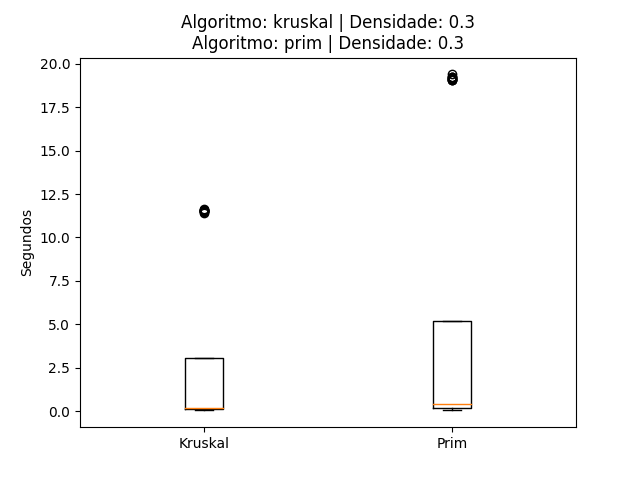 Algoritmo: kruskal | Densidade: 0.3
Algoritmo: prim | Densidade: 0.3
20.0
17.5
15.0
12.5
10.0
7.5
5.0
2.5
0.0
Segundos
Kruskal
Prim